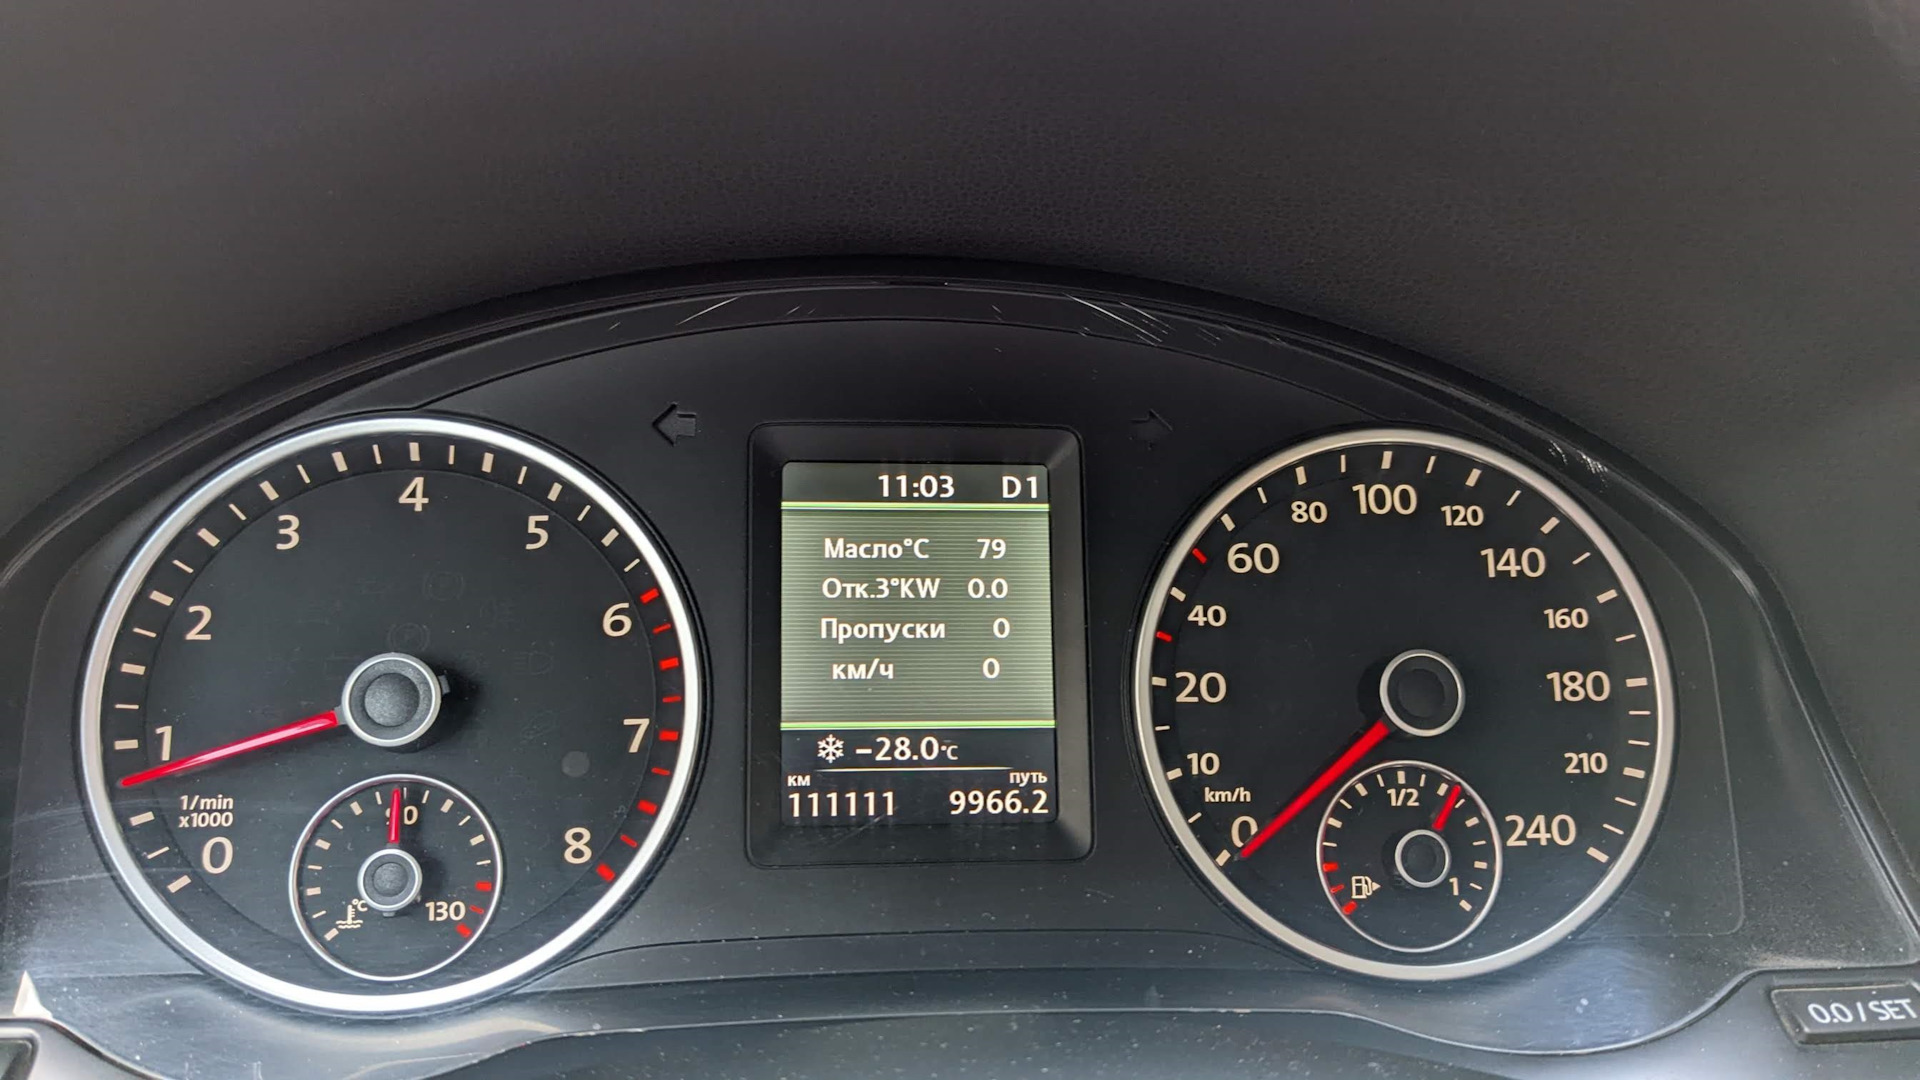 11:03 D1
Масло°C 79
Отк.3°KW 0.0
Пропуски 0
км/ч 0
−28.0°C
км путь
111111 9966.2
0
1
2
3
4
5
6
7
8
1/min
x1000
°C
130
0
10
20
40
60
80
100
120
140
160
180
210
240
km/h
1/2
1
0.0 / SET